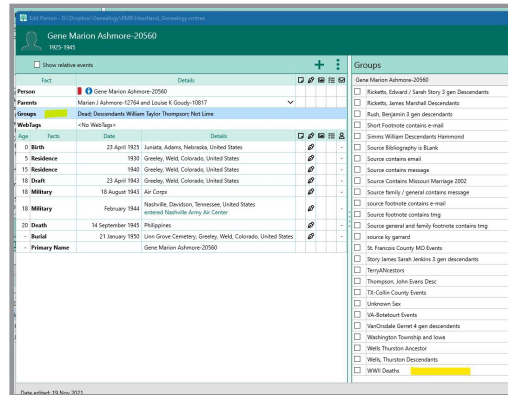 Edit Person - D:\Dropbox\Genealogy\RM8\Heartland_Genealogy.rmtree
Gene Marion Ashmore-20560
1925-1945
Show relative events
Fact Details
Person Gene Marion Ashmore-20560
Parents Marian J Ashmore-12764 and Louise K Goudy-10817
Groups Dead; Descendants William Taylor Thompson; Not Lime
WebTags <No WebTags>
Age Facts Date Details
0 Birth 23 April 1925 Juniata, Adams, Nebraska, United States
5 Residence 1930 Greeley, Weld, Colorado, United States
15 Residence 1940 Greeley, Weld, Colorado, United States
18 Draft 23 April 1943 Greeley, Weld, Colorado, United States
18 Military 18 August 1943 Air Corps
18 Military February 1944 Nashville, Davidson, Tennessee, United States
entered Nashville Army Air Center
20 Death 14 September 1945 Philippines
- Burial 21 January 1950 Linn Grove Cemetery, Greeley, Weld, Colorado, United States
- Primary Name Gene Marion Ashmore-20560
Date edited: 19 Nov 2021
Groups
Gene Marion Ashmore-20560
Ricketts, Edward / Sarah Story 3 gen Descendants
Ricketts, James Marshall Descendants
Rush, Benjamin 3 gen descendants
Short Footnote contains e-mail
Simms William Descendants Hammond
Source Bibliography is BLank
Source contains email
Source contains message
Source Contains Missouri Marriage 2002
Source family / general contains message
source footnote contains e-mail
Source footnote contains tmg
Source general and family footnote contains tmg
source ky garrard
St. Francois County MO Events
Story James Sarah Jenkins 3 gen descendants
TerryANcestors
Thompson, John Evans Desc
TX-Collin County Events
Unknown Sex
VA-Botetourt Events
VanOrsdale Gerret 4 gen descendents
Washington Township and Iowa
Wells Thurston Ancestor
Wells, Thurston Descendants
WWII Deaths